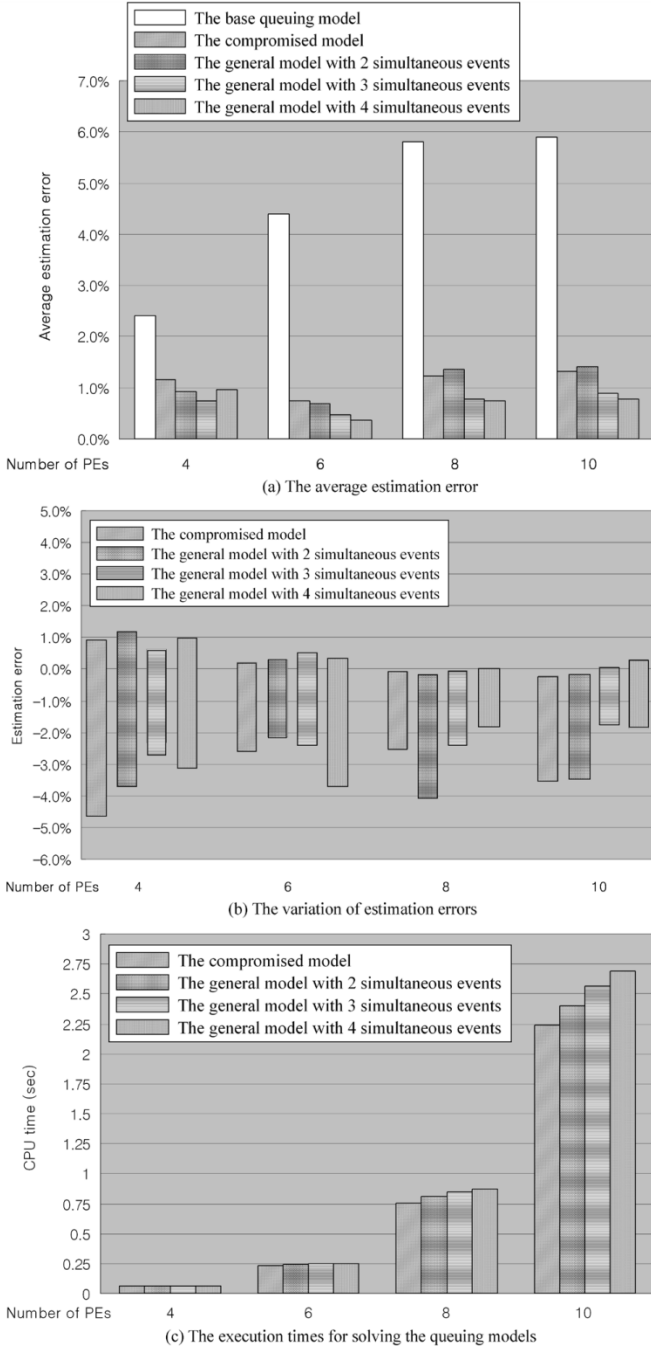 The base queuing model
The compromised model
The general model with 2 simultaneous events
The general model with 3 simultaneous events
The general model with 4 simultaneous events
7.0%
6.0%
5.0%
4.0%
3.0%
2.0%
1.0%
0.0%
Average estimation error
Number of PEs 4 6 8 10
(a) The average estimation error
5.0%
4.0%
3.0%
2.0%
1.0%
0.0%
-1.0%
-2.0%
-3.0%
-4.0%
-5.0%
-6.0%
Estimation error
The compromised model
The general model with 2 simultaneous events
The general model with 3 simultaneous events
The general model with 4 simultaneous events
Number of PEs 4 6 8 10
(b) The variation of estimation errors
3
2.75
2.5
2.25
2
1.75
1.5
1.25
1
0.75
0.5
0.25
0
CPU time (sec)
The compromised model
The general model with 2 simultaneous events
The general model with 3 simultaneous events
The general model with 4 simultaneous events
Number of PEs 4 6 8 10
(c) The execution times for solving the queuing models